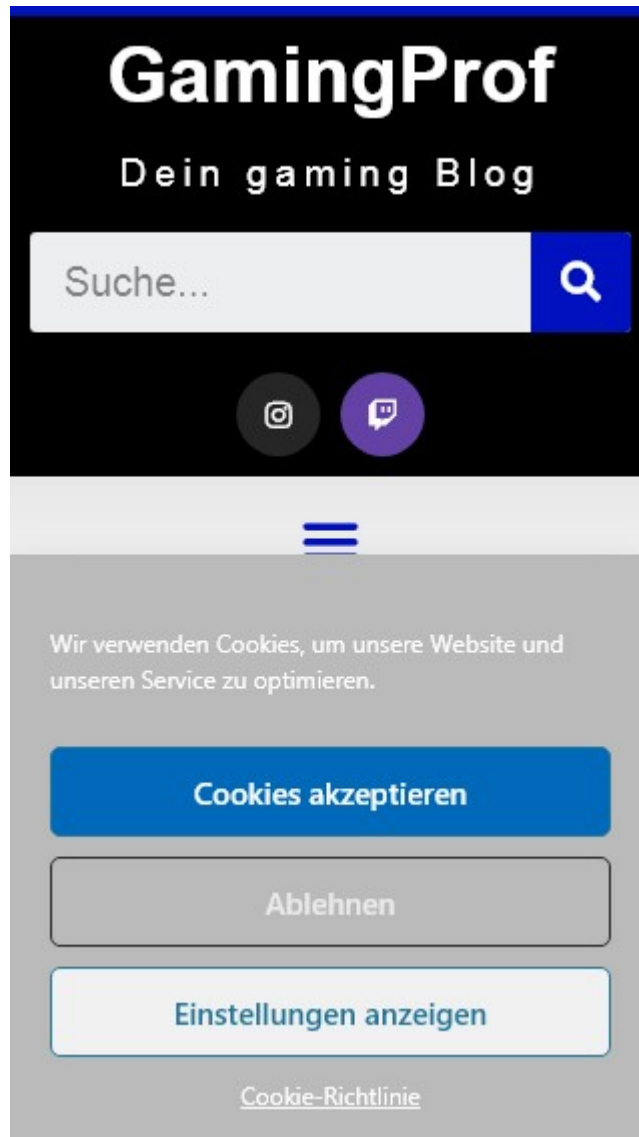 GamingProf
Dein gaming Blog
Suche...
Wir verwenden Cookies, um unsere Website und
unseren Service zu optimieren.
Cookies akzeptieren
Ablehnen
Einstellungen anzeigen
Cookie-Richtlinie